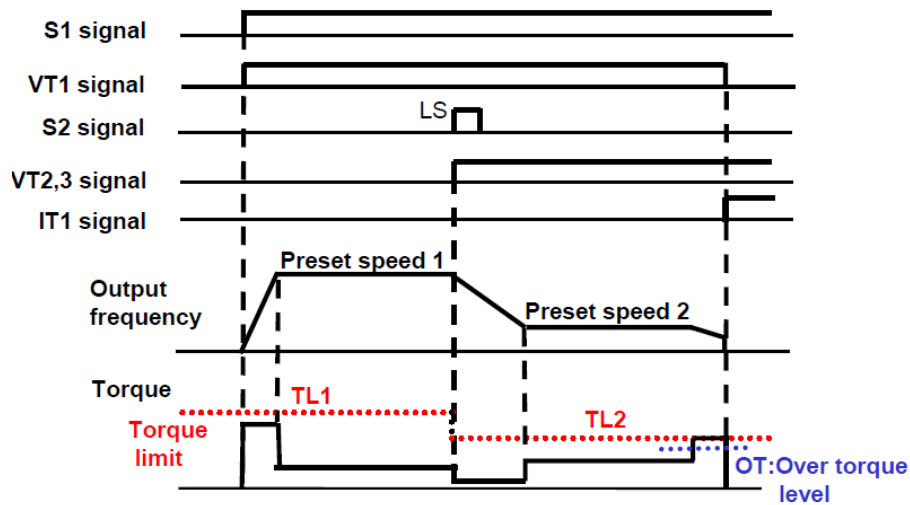 S1 signal
VT1 signal
LS
S2 signal
VT2,3 signal
IT1 signal
Preset speed 1
Output
frequency
Preset speed 2
Torque
TL1
Torque
limit
TL2
OT:Over torque
level